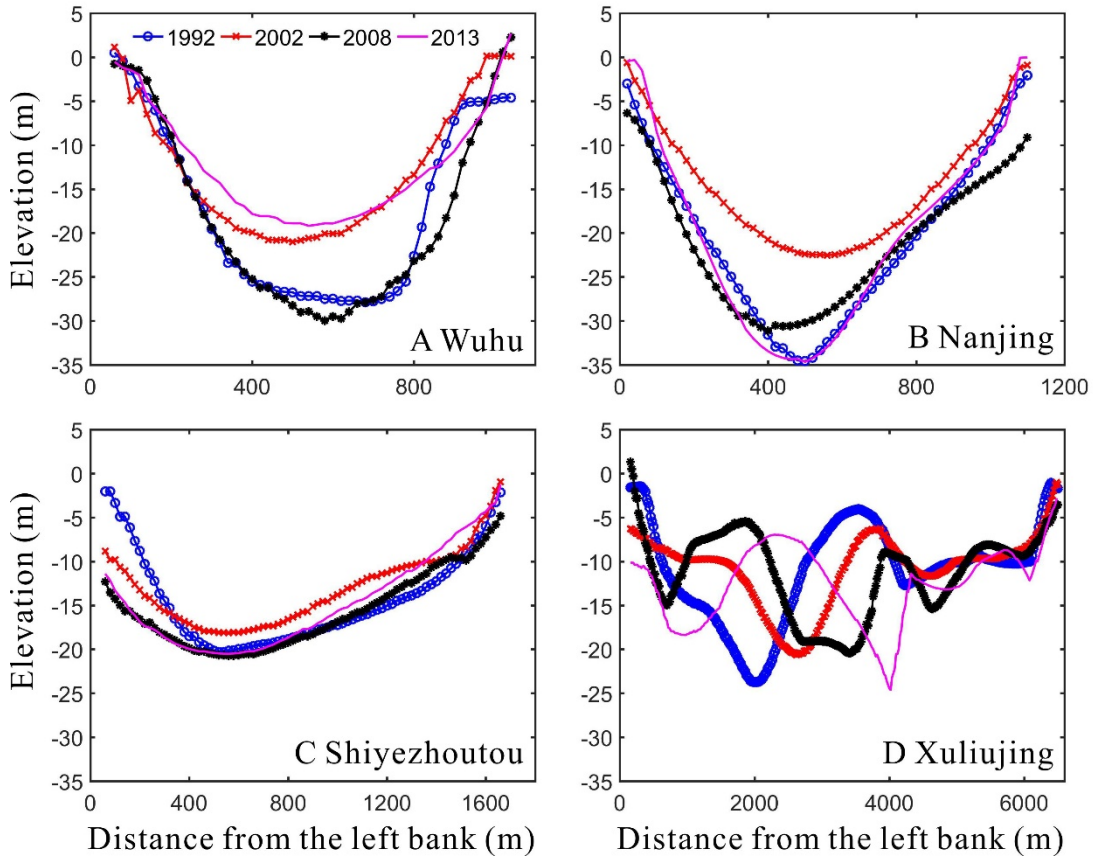 5
0
-5
-10
-15
-20
-25
-30
-35
0 400 800
Elevation (m)
1992 2002 2008 2013
A Wuhu
5
0
-5
-10
-15
-20
-25
-30
-35
0 400 800 1200
B Nanjing
5
0
-5
-10
-15
-20
-25
-30
-35
0 400 800 1200 1600
Elevation (m)
C Shiyezhoutou
Distance from the left bank (m)
5
0
-5
-10
-15
-20
-25
-30
-35
0 2000 4000 6000
D Xuliujing
Distance from the left bank (m)